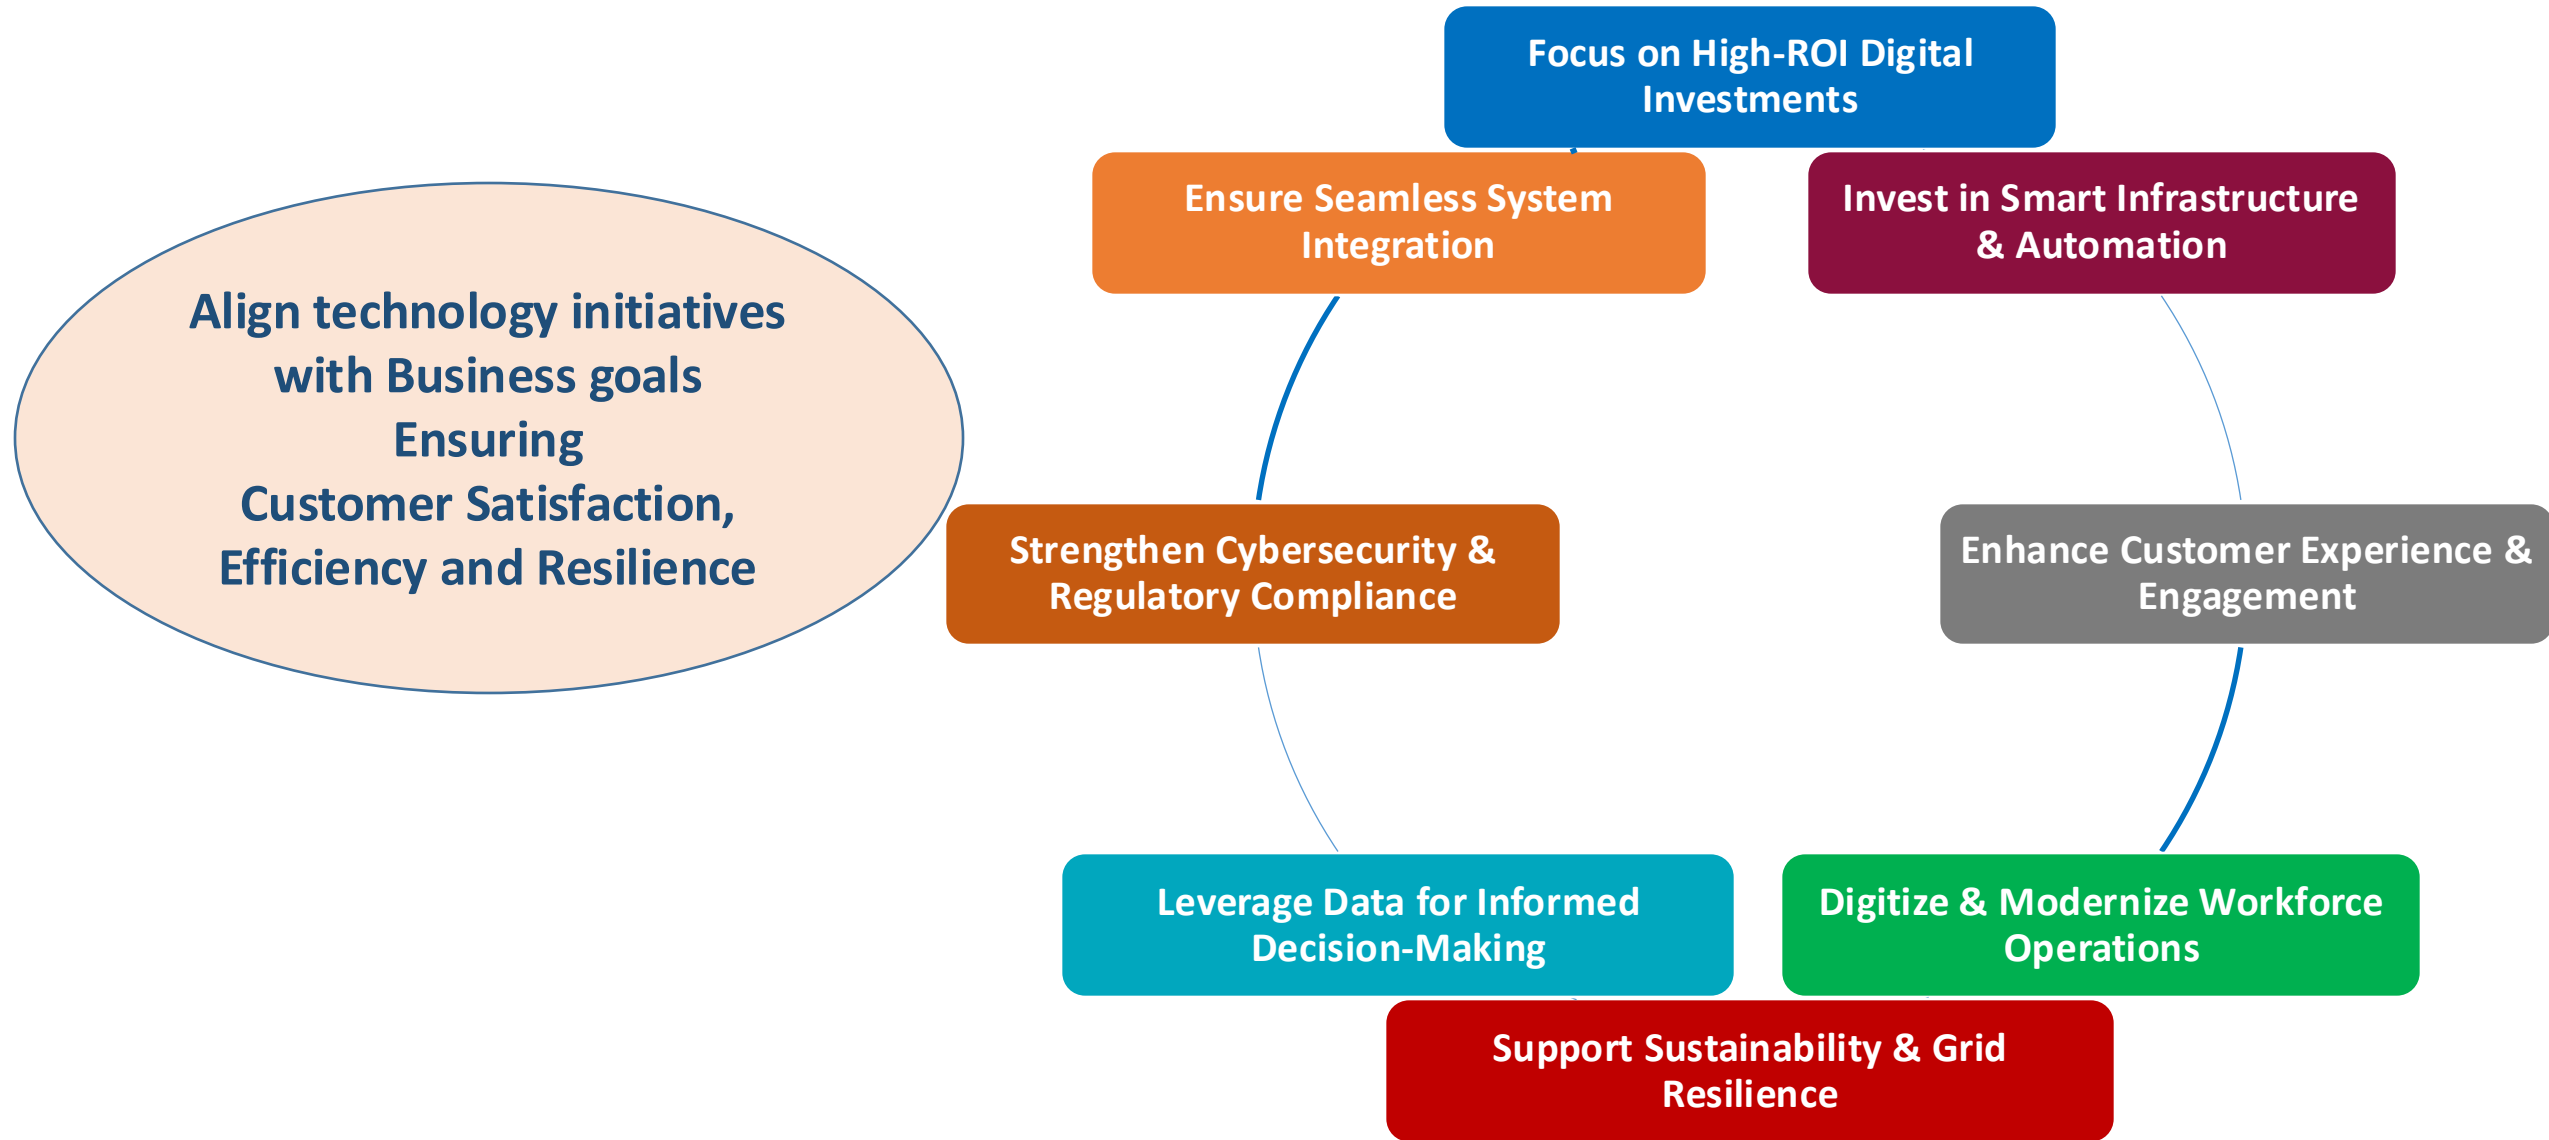 Align technology initiatives
with Business goals
Ensuring
Customer Satisfaction,
Efficiency and Resilience
Focus on High-ROI Digital
Investments
Invest in Smart Infrastructure
& Automation
Enhance Customer Experience &
Engagement
Digitize & Modernize Workforce
Operations
Support Sustainability & Grid
Resilience
Leverage Data for Informed
Decision-Making
Strengthen Cybersecurity &
Regulatory Compliance
Ensure Seamless System
Integration